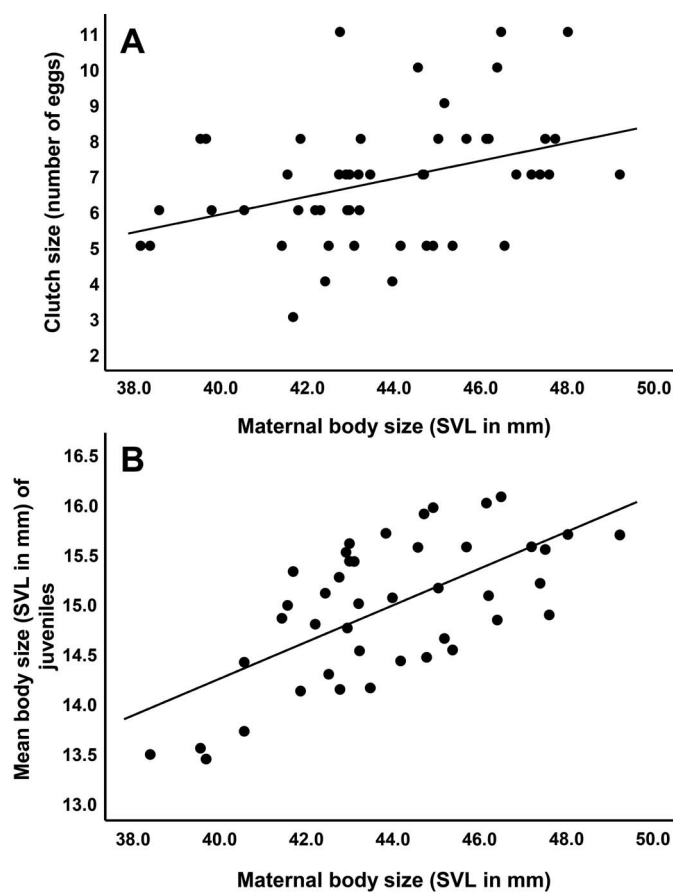 A
Clutch size (number of eggs)
11
10
9
8
7
6
5
4
3
2
38.0 40.0 42.0 44.0 46.0 48.0 50.0
Maternal body size (SVL in mm)
B
Mean body size (SVL in mm) of
juveniles
16.5
16.0
15.5
15.0
14.5
14.0
13.5
13.0
38.0 40.0 42.0 44.0 46.0 48.0 50.0
Maternal body size (SVL in mm)